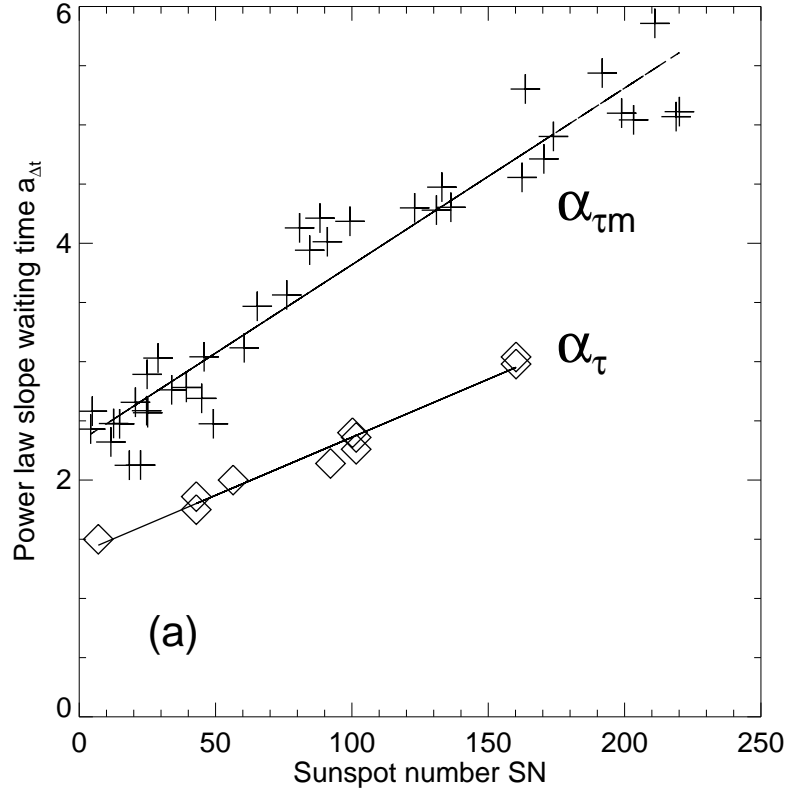 6
4
2
0
0
50
100
150
200
250
Power law slope waiting time a_Δt
Sunspot number SN
α_τm
α_τ
(a)